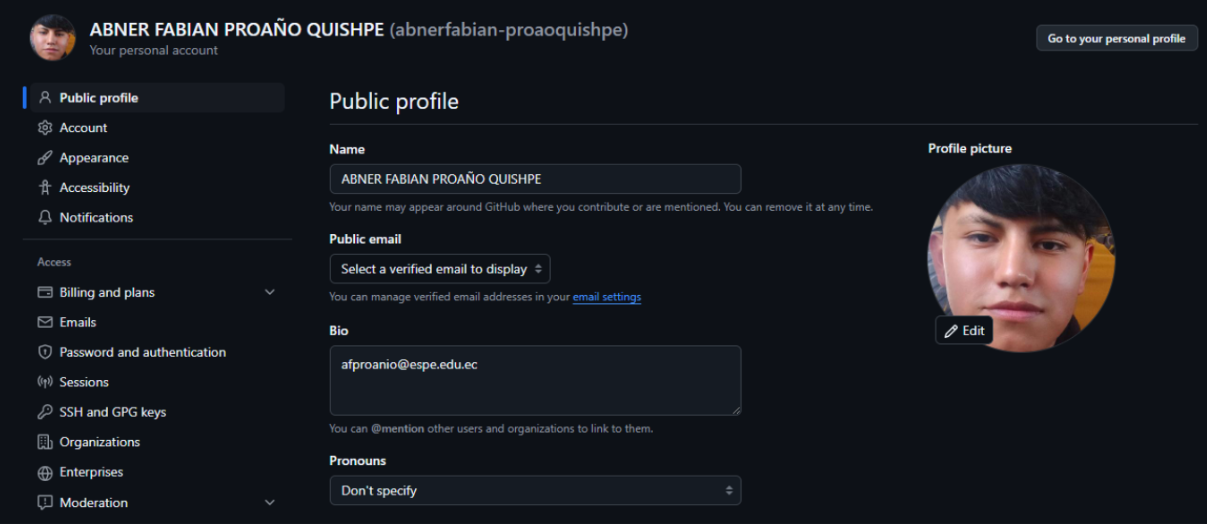 ABNER FABIAN PROAÑO QUISHPE (abnerfabian-proaoquishpe)
Your personal account
Go to your personal profile
Public profile
Account
Appearance
Accessibility
Notifications
Access
Billing and plans
Emails
Password and authentication
Sessions
SSH and GPG keys
Organizations
Enterprises
Moderation
Public profile
Name
ABNER FABIAN PROAÑO QUISHPE
Your name may appear around GitHub where you contribute or are mentioned. You can remove it at any time.
Public email
Select a verified email to display
You can manage verified email addresses in your email settings
Bio
afproanio@espe.edu.ec
You can @mention other users and organizations to link to them.
Pronouns
Don't specify
Profile picture
Edit